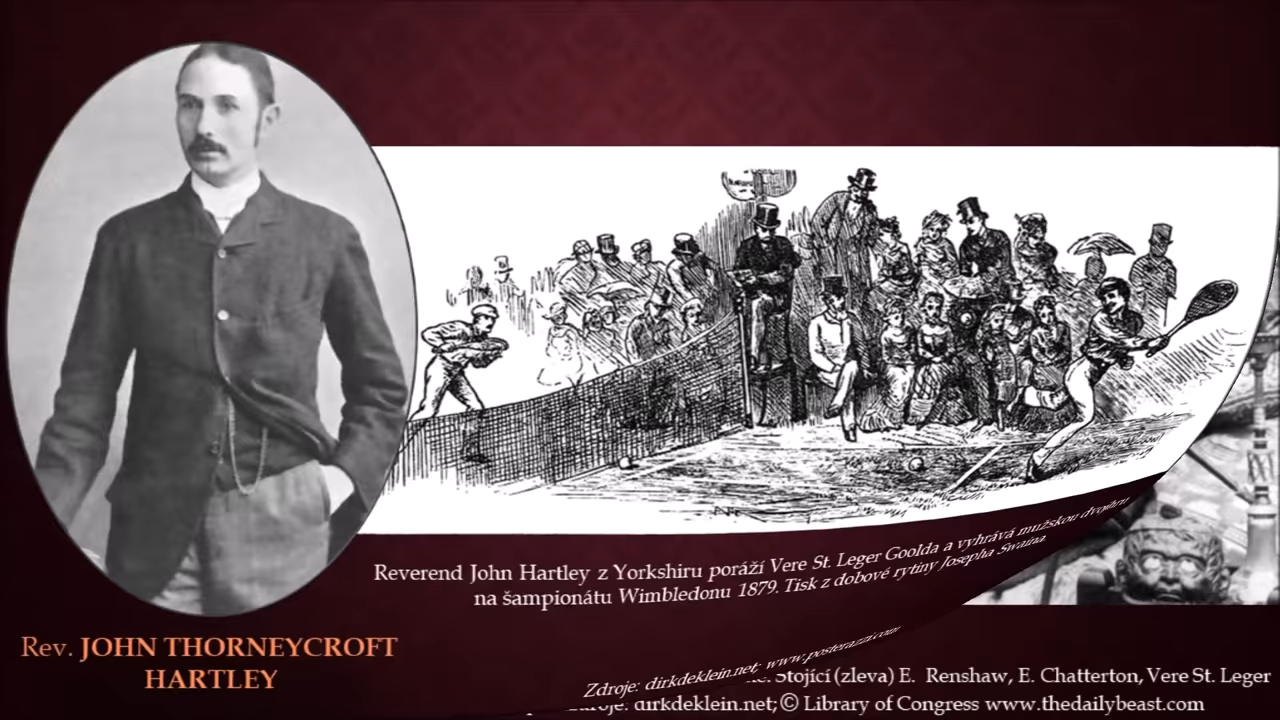 Rev. JOHN THORNEYCROFT
HARTLEY
Reverend John Hartley z Yorkshiru poráží Vere St. Leger Goolda a vyhrává mužskou dvojhru
na šampionátu Wimbledonu 1879. Tisk z dobové rytiny Josepha Swaina.
Zdroje: dirkdeklein.net; www.posterazzi.com
Stojící (zleva) E. Renshaw, E. Chatterton, Vere St. Leger
dirkdeklein.net; © Library of Congress www.thedailybeast.com